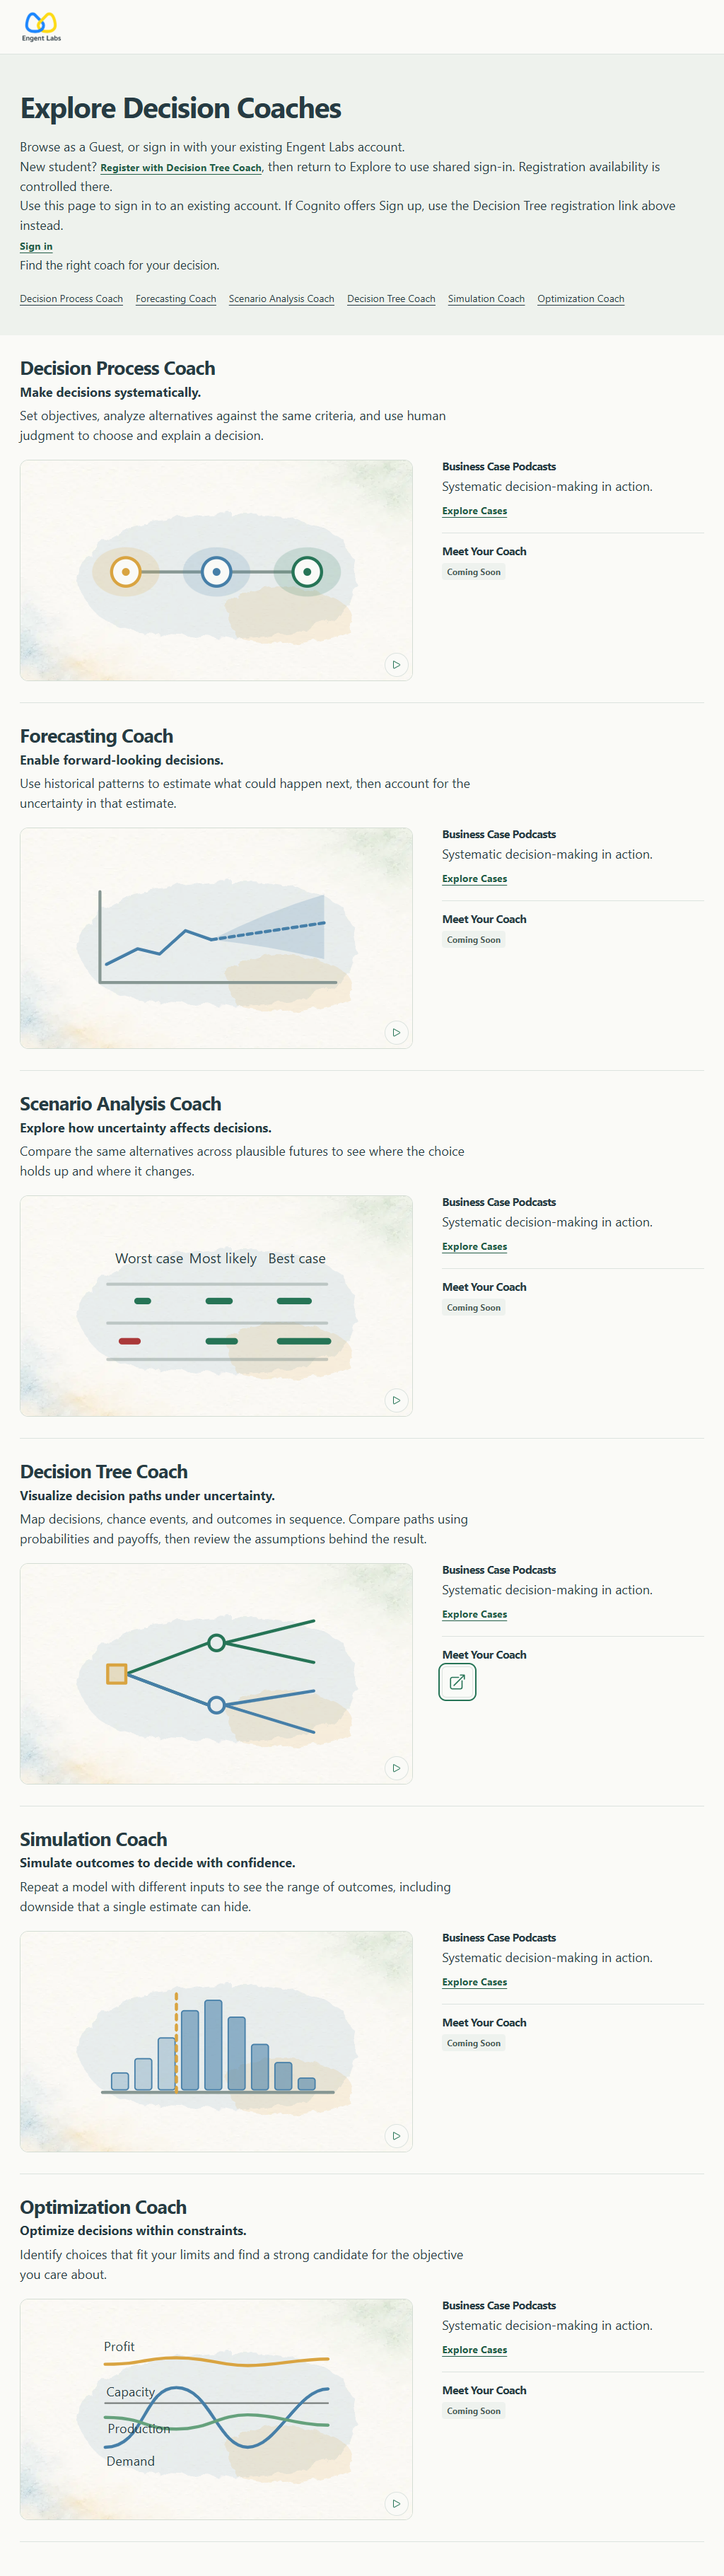 Engent Labs
Explore Decision Coaches
Browse as a Guest, or sign in with your existing Engent Labs account.
New student? Register with Decision Tree Coach, then return to Explore to use shared sign-in. Registration availability is
controlled there.
Use this page to sign in to an existing account. If Cognito offers Sign up, use the Decision Tree registration link above
instead.
Sign in
Find the right coach for your decision.
Decision Process Coach Forecasting Coach Scenario Analysis Coach Decision Tree Coach Simulation Coach Optimization Coach
Decision Process Coach
Make decisions systematically.
Set objectives, analyze alternatives against the same criteria, and use human
judgment to choose and explain a decision.
Business Case Podcasts
Systematic decision-making in action.
Explore Cases
Meet Your Coach
Coming Soon
Forecasting Coach
Enable forward-looking decisions.
Use historical patterns to estimate what could happen next, then account for the
uncertainty in that estimate.
Business Case Podcasts
Systematic decision-making in action.
Explore Cases
Meet Your Coach
Coming Soon
Scenario Analysis Coach
Explore how uncertainty affects decisions.
Compare the same alternatives across plausible futures to see where the choice
holds up and where it changes.
Worst case Most likely Best case
Business Case Podcasts
Systematic decision-making in action.
Explore Cases
Meet Your Coach
Coming Soon
Decision Tree Coach
Visualize decision paths under uncertainty.
Map decisions, chance events, and outcomes in sequence. Compare paths using
probabilities and payoffs, then review the assumptions behind the result.
Business Case Podcasts
Systematic decision-making in action.
Explore Cases
Meet Your Coach
Simulation Coach
Simulate outcomes to decide with confidence.
Repeat a model with different inputs to see the range of outcomes, including
downside that a single estimate can hide.
Business Case Podcasts
Systematic decision-making in action.
Explore Cases
Meet Your Coach
Coming Soon
Optimization Coach
Optimize decisions within constraints.
Identify choices that fit your limits and find a strong candidate for the objective
you care about.
Profit
Capacity
Production
Demand
Business Case Podcasts
Systematic decision-making in action.
Explore Cases
Meet Your Coach
Coming Soon